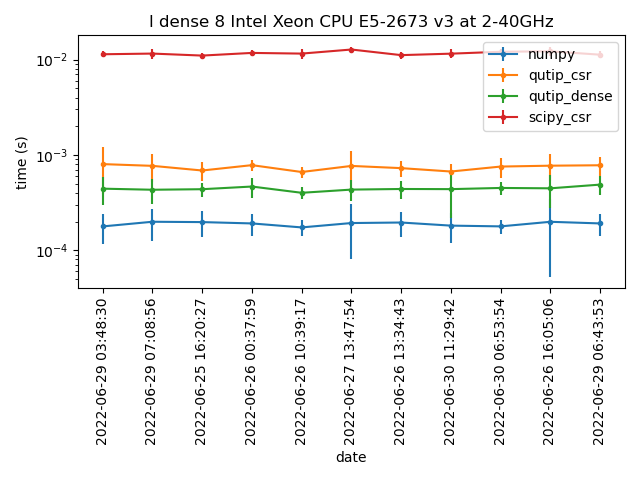 I dense 8 Intel Xeon CPU E5-2673 v3 at 2-40GHz
time (s)
10⁻²
10⁻³
10⁻⁴
numpy
qutip_csr
qutip_dense
scipy_csr
2022-06-29 03:48:30
2022-06-29 07:08:56
2022-06-25 16:20:27
2022-06-26 00:37:59
2022-06-26 10:39:17
2022-06-27 13:47:54
2022-06-26 13:34:43
2022-06-30 11:29:42
2022-06-30 06:53:54
2022-06-26 16:05:06
2022-06-29 06:43:53
date